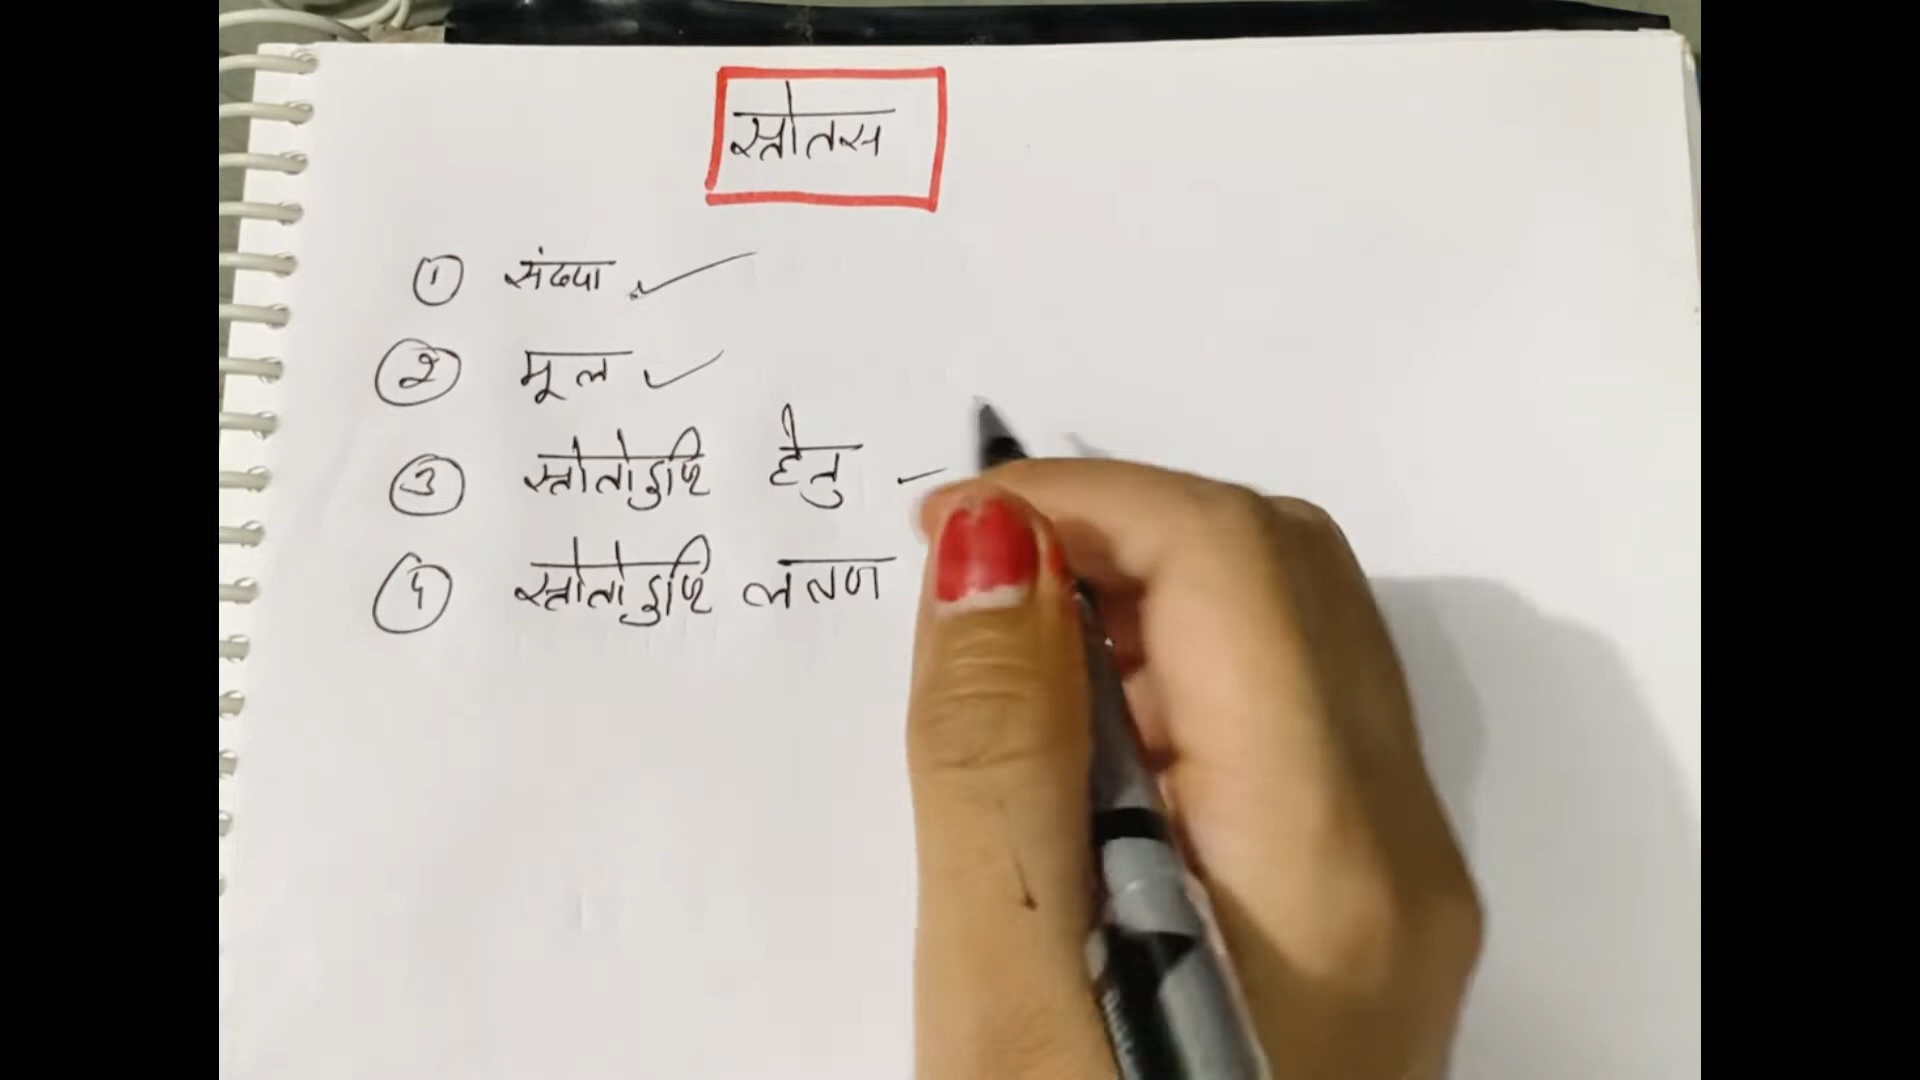 स्त्रोतस
① संख्या
② मूल
③ स्त्रोतोदुष्टि हेतु
④ स्त्रोतोदुष्टि लक्षण